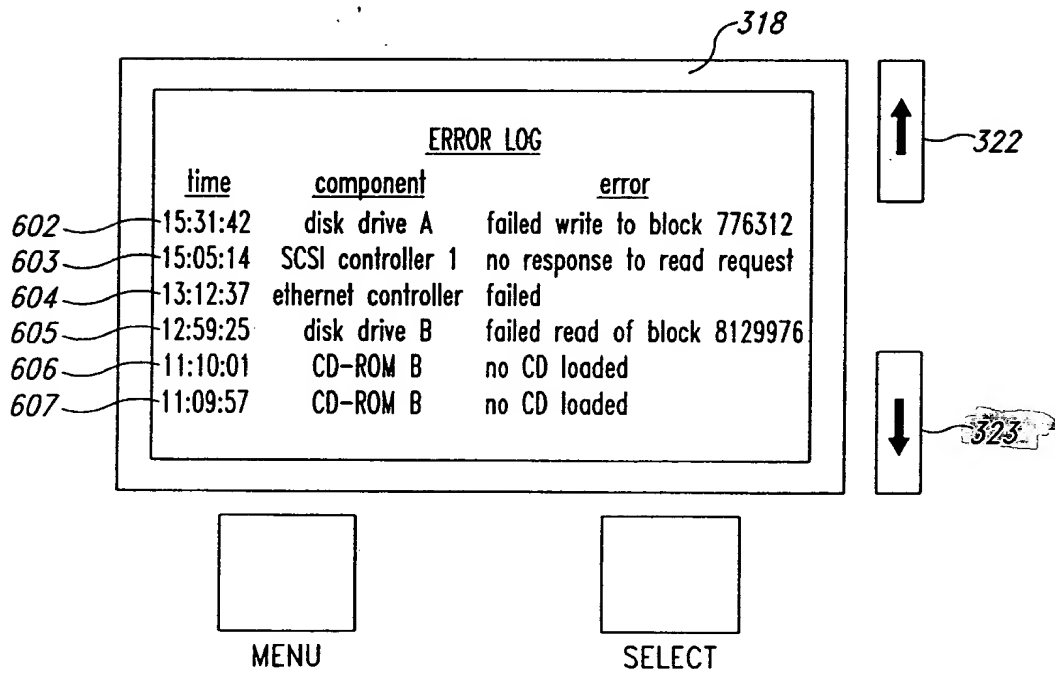 318
322
ERROR LOG
time component error
602 15:31:42 disk drive A failed write to block 776312
603 15:05:14 SCSI controller 1 no response to read request
604 13:12:37 ethernet controller failed
605 12:59:25 disk drive B failed read of block 8129976
606 11:10:01 CD-ROM B no CD loaded
607 11:09:57 CD-ROM B no CD loaded
323
MENU SELECT